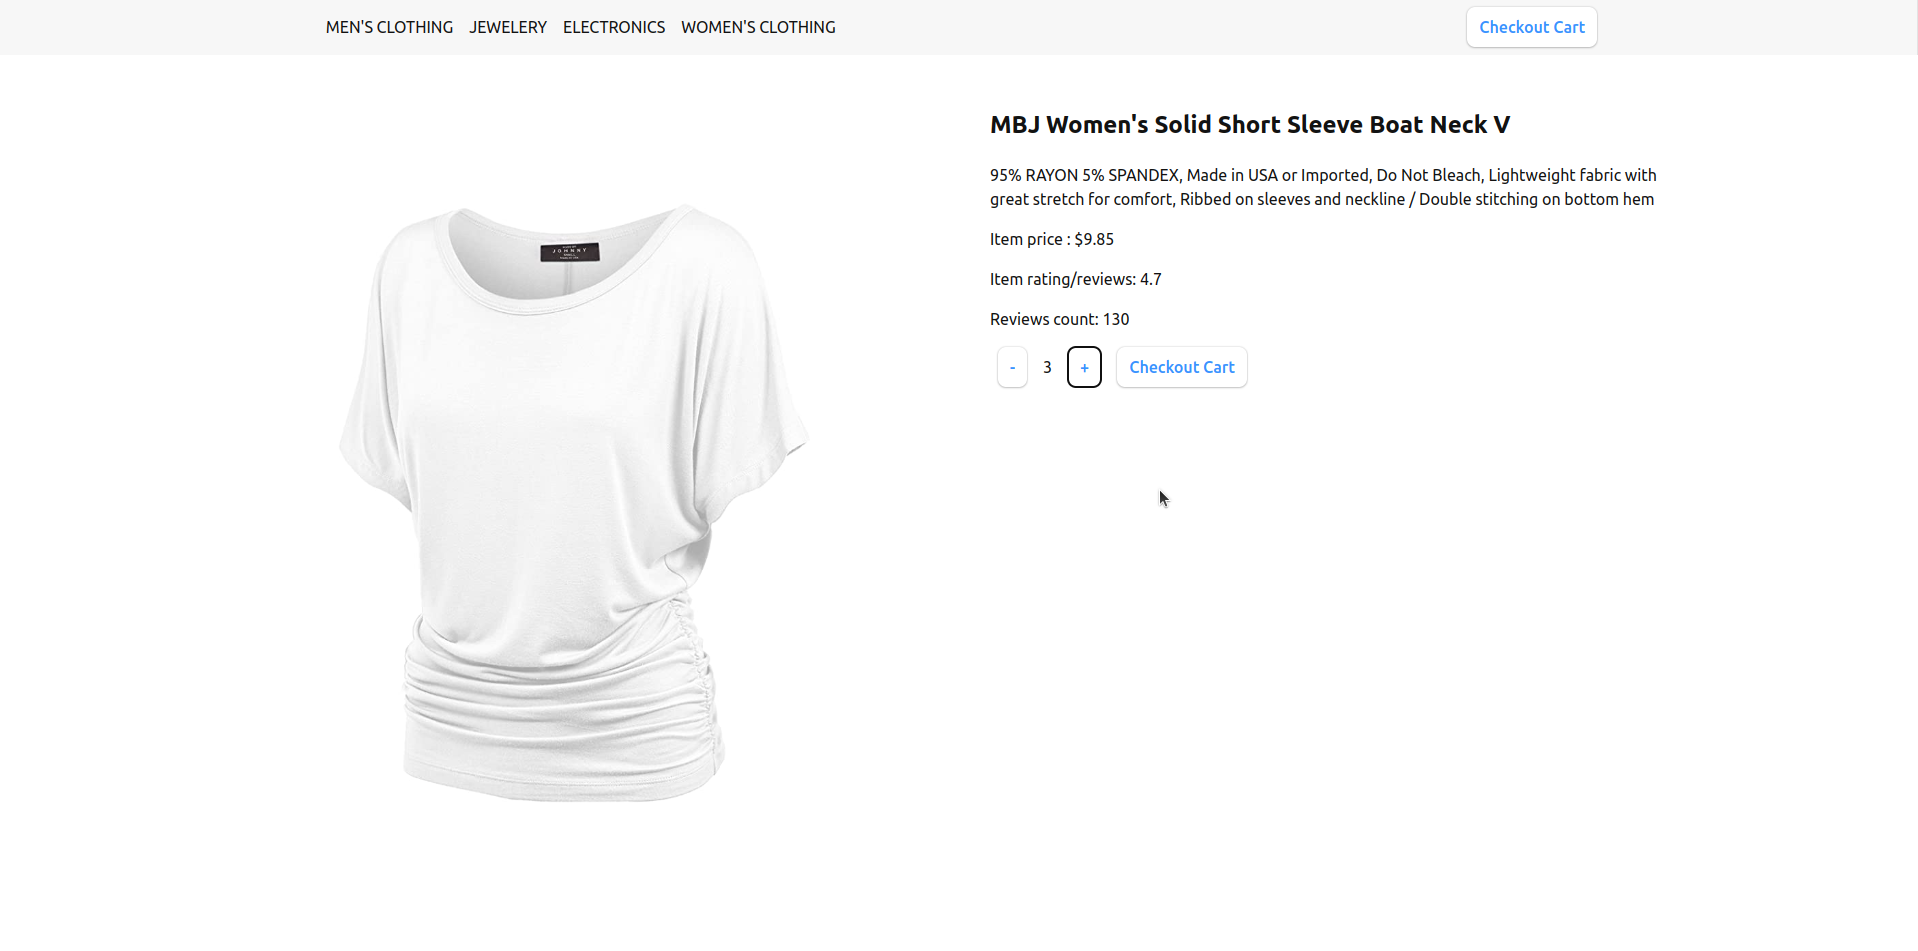 MEN'S CLOTHING JEWELERY ELECTRONICS WOMEN'S CLOTHING Checkout Cart
MBJ Women's Solid Short Sleeve Boat Neck V
95% RAYON 5% SPANDEX, Made in USA or Imported, Do Not Bleach, Lightweight fabric with
great stretch for comfort, Ribbed on sleeves and neckline / Double stitching on bottom hem
Item price : $9.85
Item rating/reviews: 4.7
Reviews count: 130
- 3 + Checkout Cart
JOHNNY